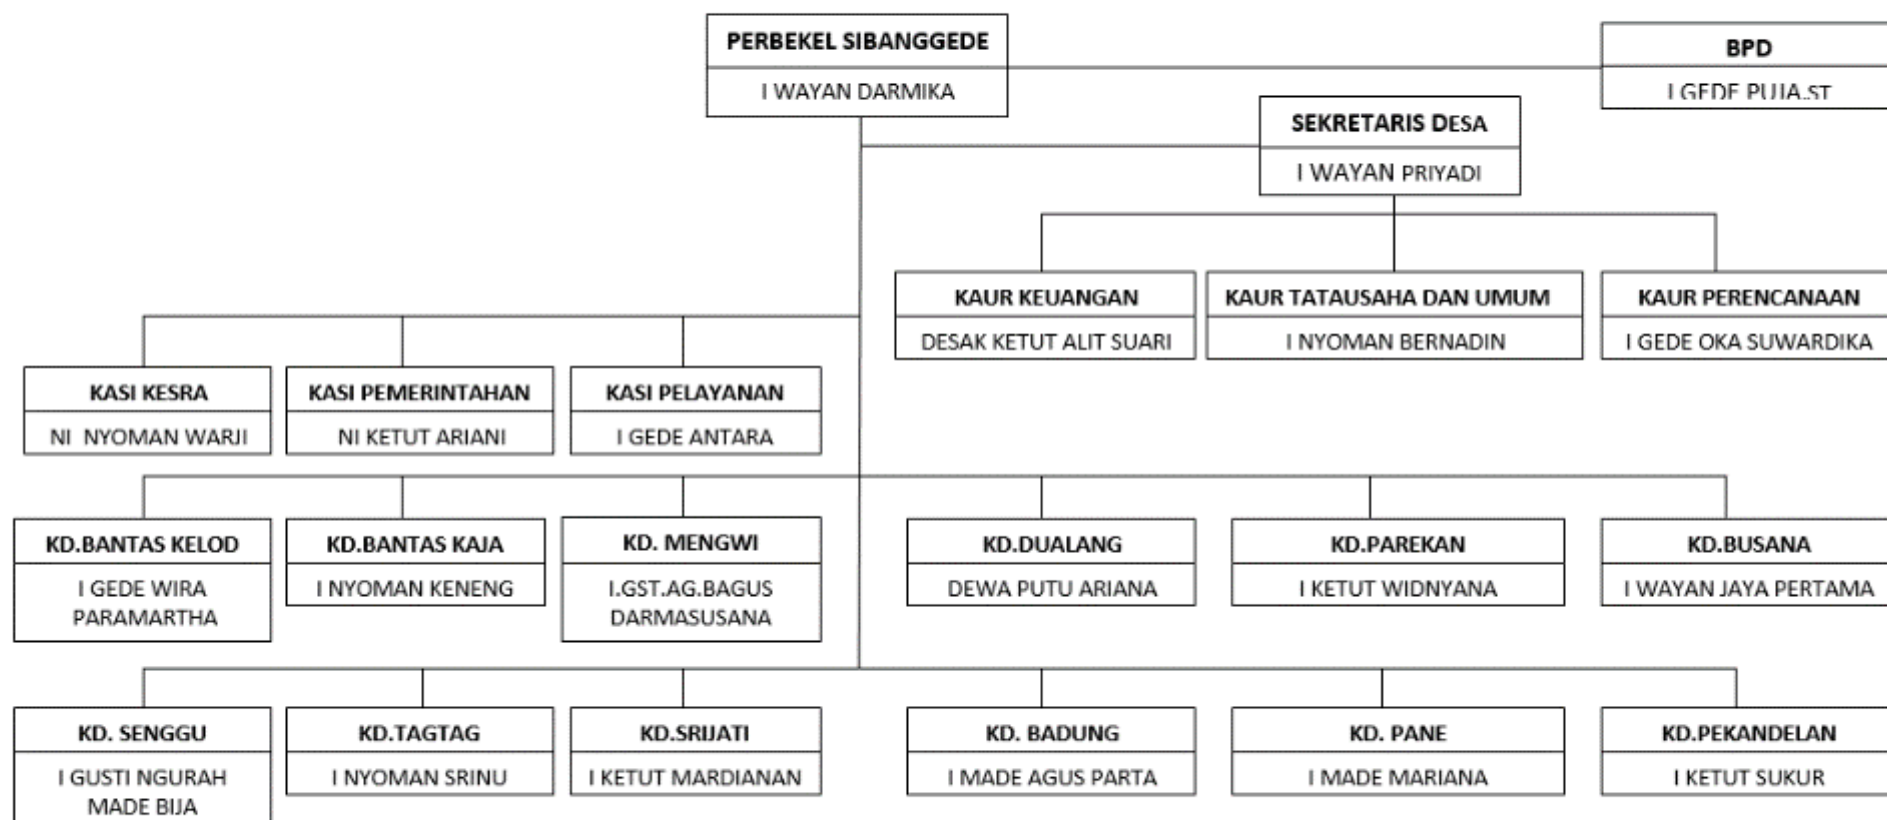 PERBEKEL SIBANGGEDE
I WAYAN DARMIKA
BPD
I GEDE PUJA.ST
SEKRETARIS DESA
I WAYAN PRIYADI
KAUR KEUANGAN
DESAK KETUT ALIT SUARI
KAUR TATAUSAHA DAN UMUM
I NYOMAN BERNADIN
KAUR PERENCANAAN
I GEDE OKA SUWARDIKA
KASI KESRA
NI NYOMAN WARJI
KASI PEMERINTAHAN
NI KETUT ARIANI
KASI PELAYANAN
I GEDE ANTARA
KD.BANTAS KELOD
I GEDE WIRA
PARAMARTHA
KD.BANTAS KAJA
I NYOMAN KENENG
KD. MENGWI
I.GST.AG.BAGUS
DARMASUSANA
KD.DUALANG
DEWA PUTU ARIANA
KD.PAREKAN
I KETUT WIDNYANA
KD.BUSANA
I WAYAN JAYA PERTAMA
KD. SENGGU
I GUSTI NGURAH
MADE BIJA
KD.TAGTAG
I NYOMAN SRINU
KD.SRIJATI
I KETUT MARDIANAN
KD. BADUNG
I MADE AGUS PARTA
KD. PANE
I MADE MARIANA
KD.PEKANDELAN
I KETUT SUKUR